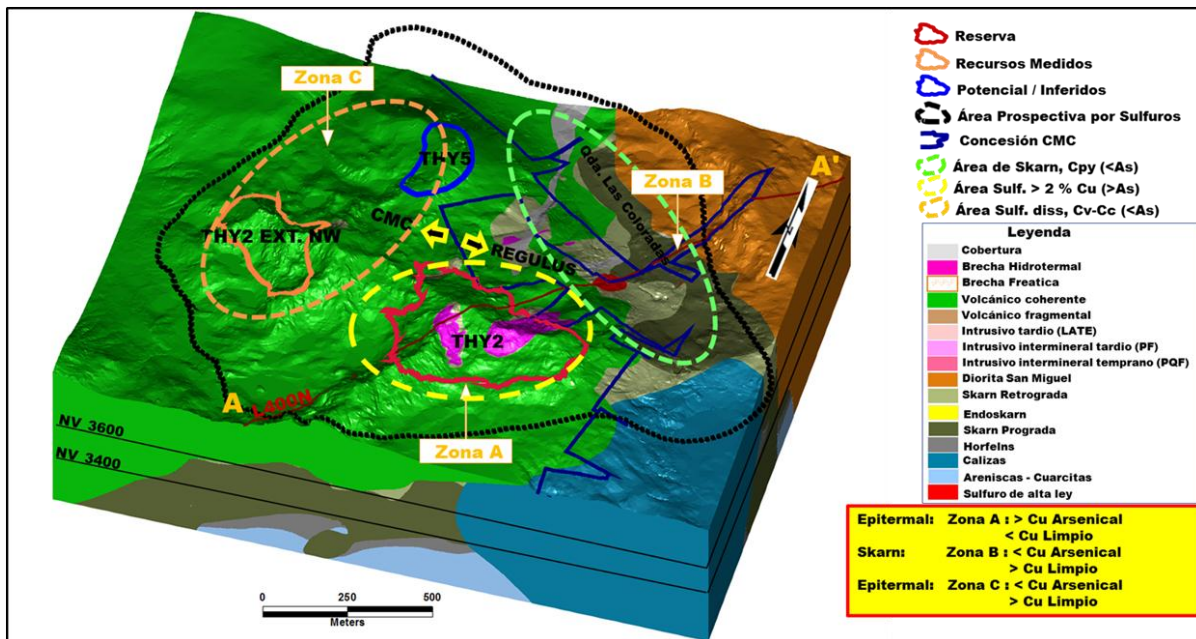 Zona C
THY5
Qda. Las Coloradas
A'
Zona B
THY2 EXT. NW
CMC
REGULUS
THY2
A
L400N
Zona A
NV 3600
NV 3400
0 250 500
Meters
Reserva
Recursos Medidos
Potencial / Inferidos
Área Prospectiva por Sulfuros
Concesión CMC
Área de Skarn, Cpy (<As)
Área Sulf. > 2 % Cu (>As)
Área Sulf. diss, Cv-Cc (<As)
Leyenda
Cobertura
Brecha Hidrotermal
Brecha Freatica
Volcánico coherente
Volcánico fragmental
Intrusivo tardio (LATE)
Intrusivo intermineral tardio (PF)
Intrusivo intermineral temprano (PQF)
Diorita San Miguel
Skarn Retrograda
Endoskarn
Skarn Prograda
Horfelns
Calizas
Areniscas - Cuarcitas
Sulfuro de alta ley
Epitermal: Zona A : > Cu Arsenical
< Cu Limpio
Skarn: Zona B : < Cu Arsenical
> Cu Limpio
Epitermal: Zona C : < Cu Arsenical
> Cu Limpio